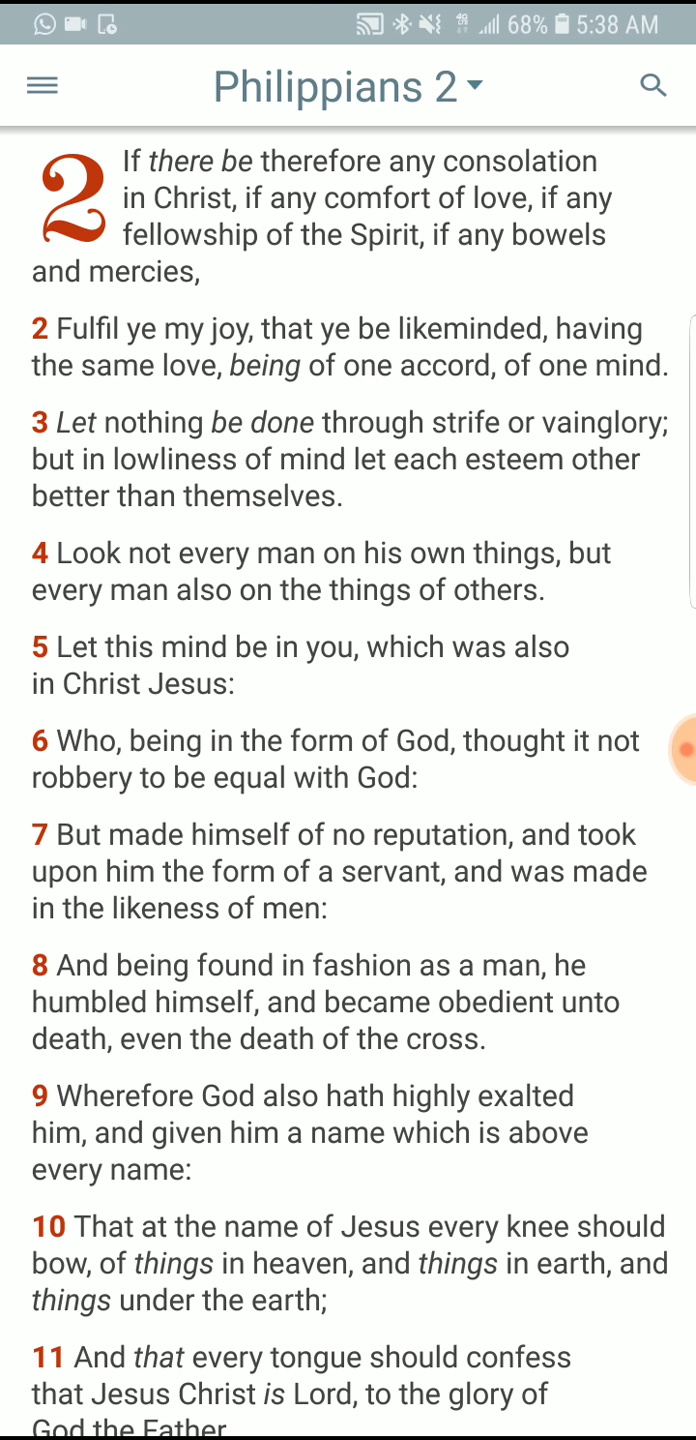 68% 5:38 AM
Philippians 2
2 If there be therefore any consolation
in Christ, if any comfort of love, if any
fellowship of the Spirit, if any bowels
and mercies,
2 Fulfil ye my joy, that ye be likeminded, having
the same love, being of one accord, of one mind.
3 Let nothing be done through strife or vainglory;
but in lowliness of mind let each esteem other
better than themselves.
4 Look not every man on his own things, but
every man also on the things of others.
5 Let this mind be in you, which was also
in Christ Jesus:
6 Who, being in the form of God, thought it not
robbery to be equal with God:
7 But made himself of no reputation, and took
upon him the form of a servant, and was made
in the likeness of men:
8 And being found in fashion as a man, he
humbled himself, and became obedient unto
death, even the death of the cross.
9 Wherefore God also hath highly exalted
him, and given him a name which is above
every name:
10 That at the name of Jesus every knee should
bow, of things in heaven, and things in earth, and
things under the earth;
11 And that every tongue should confess
that Jesus Christ is Lord, to the glory of
God the Father